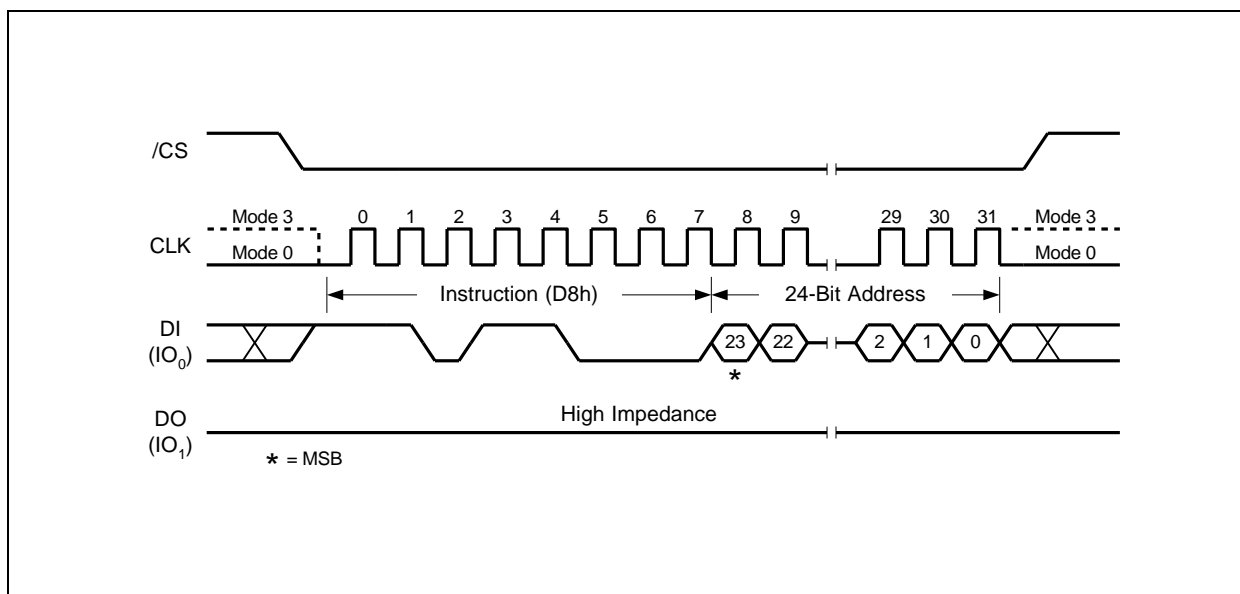 /CS
Mode 3 0 1 2 3 4 5 6 7 8 9 29 30 31 Mode 3
CLK
Mode 0 Mode 0
Instruction (D8h) 24-Bit Address
DI
(IO0) 23 22 2 1 0
*
High Impedance
DO
(IO1)
* = MSB